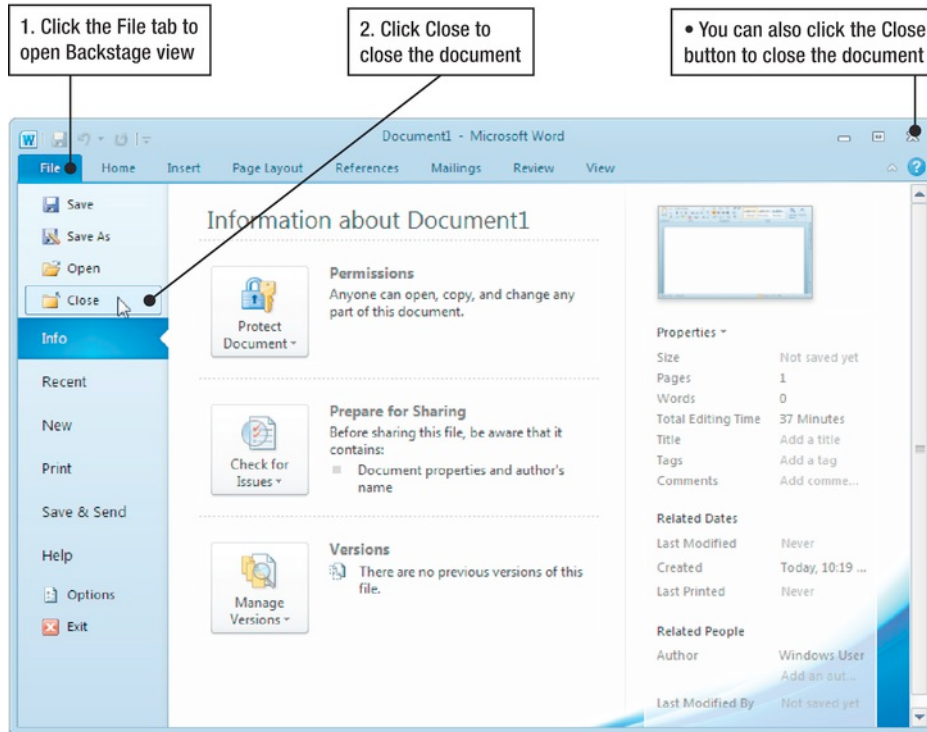 1. Click the File tab to
open Backstage view
2. Click Close to
close the document
• You can also click the Close
button to close the document
W
Document1 - Microsoft Word
File Home Insert Page Layout References Mailings Review View
Save
Save As
Open
Close
Info
Recent
New
Print
Save & Send
Help
Options
Exit
Information about Document1
Protect
Document
Permissions
Anyone can open, copy, and change any
part of this document.
Check for
Issues
Prepare for Sharing
Before sharing this file, be aware that it
contains:
Document properties and author's
name
Manage
Versions
Versions
There are no previous versions of this
file.
Properties
Size Not saved yet
Pages 1
Words 0
Total Editing Time 37 Minutes
Title Add a title
Tags Add a tag
Comments Add comme...
Related Dates
Last Modified Never
Created Today, 10:19 ...
Last Printed Never
Related People
Author Windows User
Add an aut...
Last Modified By Not saved yet